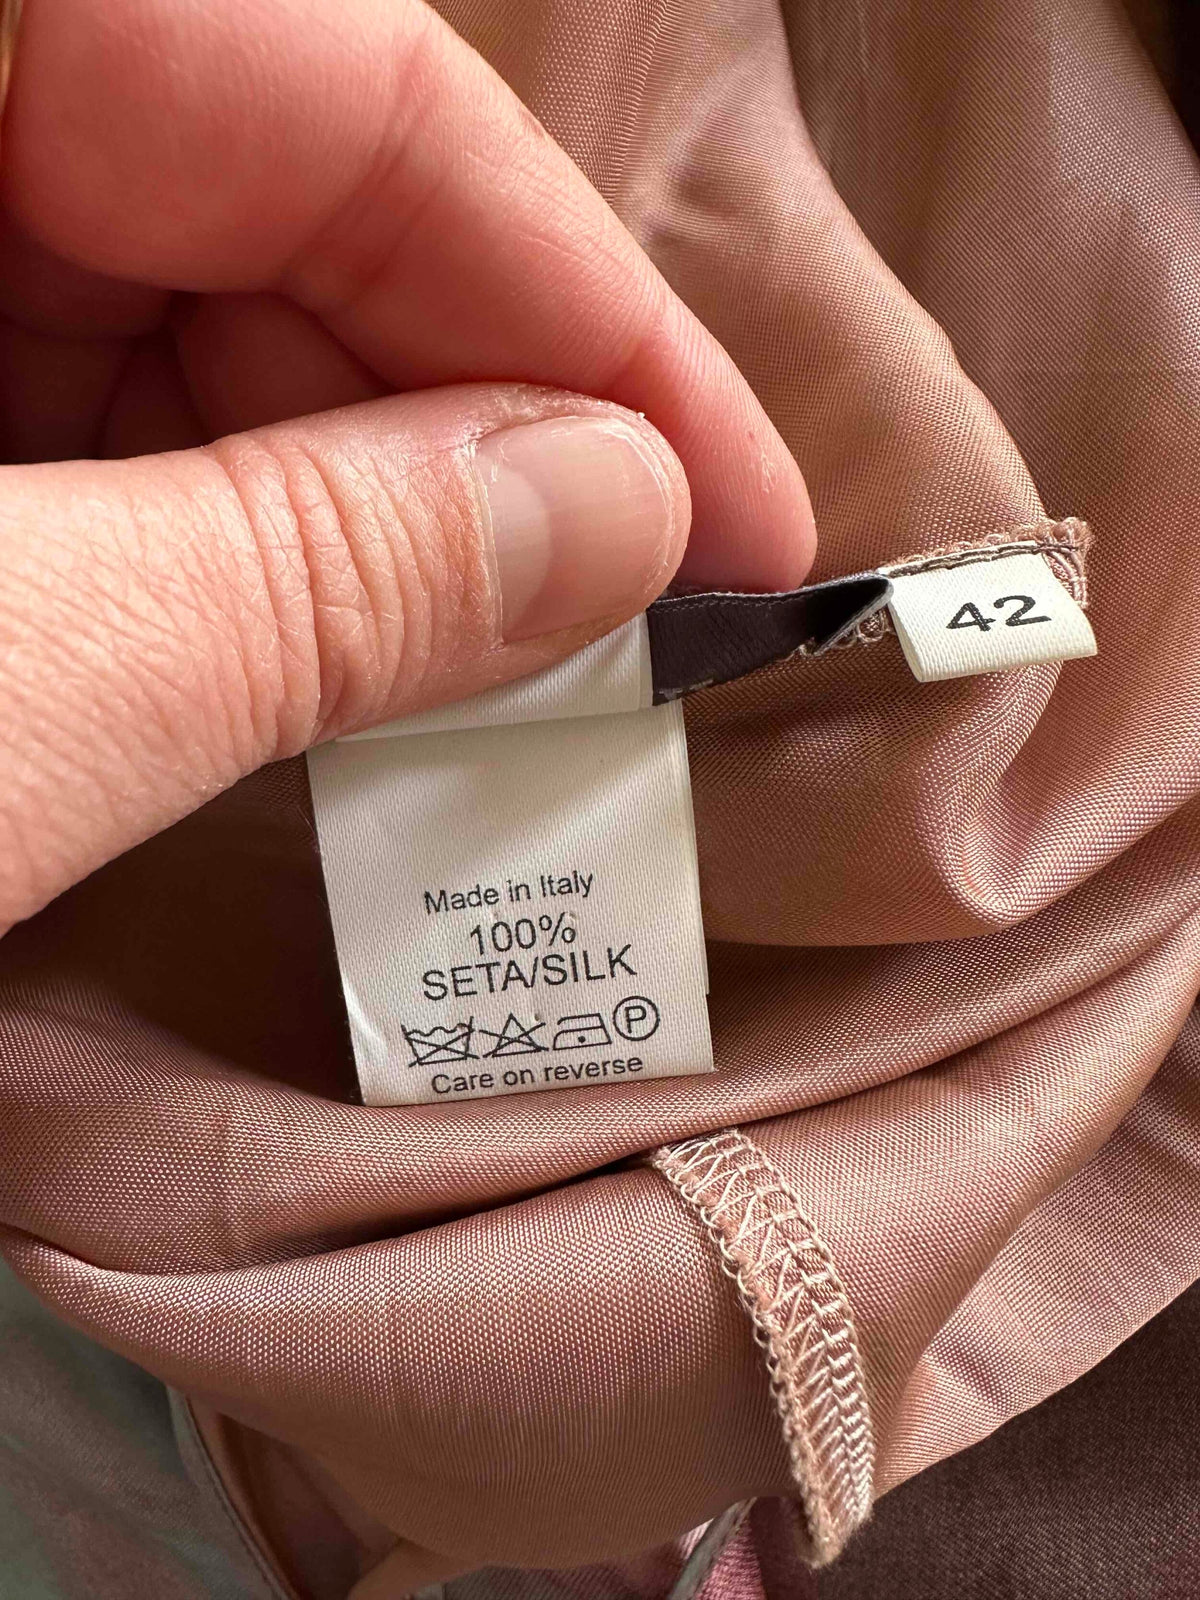 42
Made in Italy
100%
SETA/SILK
P
Care on reverse